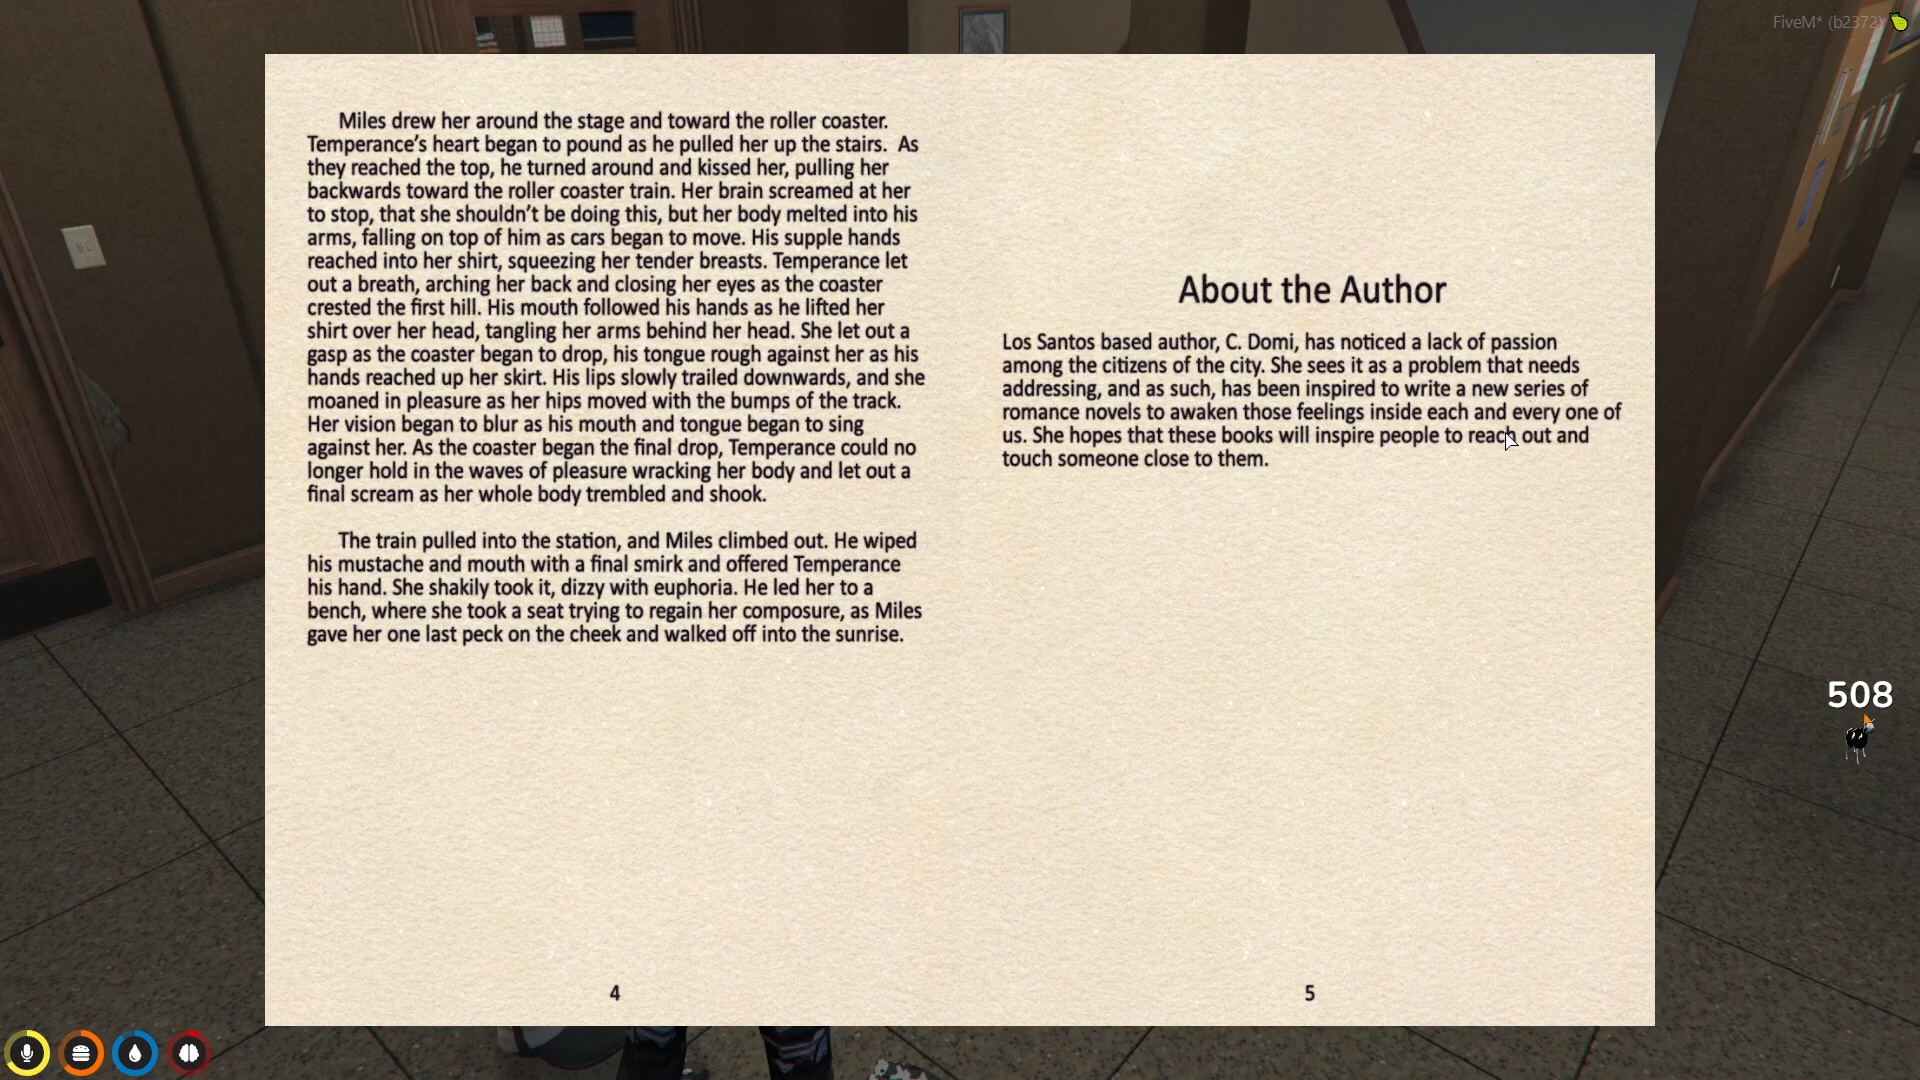 FiveM* (b2372)
Miles drew her around the stage and toward the roller coaster.
Temperance's heart began to pound as he pulled her up the stairs.  As
they reached the top, he turned around and kissed her, pulling her
backwards toward the roller coaster train. Her brain screamed at her
to stop, that she shouldn't be doing this, but her body melted into his
arms, falling on top of him as cars began to move. His supple hands
reached into her shirt, squeezing her tender breasts. Temperance let
out a breath, arching her back and closing her eyes as the coaster
crested the first hill. His mouth followed his hands as he lifted her
shirt over her head, tangling her arms behind her head. She let out a
gasp as the coaster began to drop, his tongue rough against her as his
hands reached up her skirt. His lips slowly trailed downwards, and she
moaned in pleasure as her hips moved with the bumps of the track.
Her vision began to blur as his mouth and tongue began to sing
against her. As the coaster began the final drop, Temperance could no
longer hold in the waves of pleasure wracking her body and let out a
final scream as her whole body trembled and shook.
The train pulled into the station, and Miles climbed out. He wiped
his mustache and mouth with a final smirk and offered Temperance
his hand. She shakily took it, dizzy with euphoria. He led her to a
bench, where she took a seat trying to regain her composure, as Miles
gave her one last peck on the cheek and walked off into the sunrise.
4
About the Author
Los Santos based author, C. Domi, has noticed a lack of passion
among the citizens of the city. She sees it as a problem that needs
addressing, and as such, has been inspired to write a new series of
romance novels to awaken those feelings inside each and every one of
us. She hopes that these books will inspire people to reach out and
touch someone close to them.
5
508